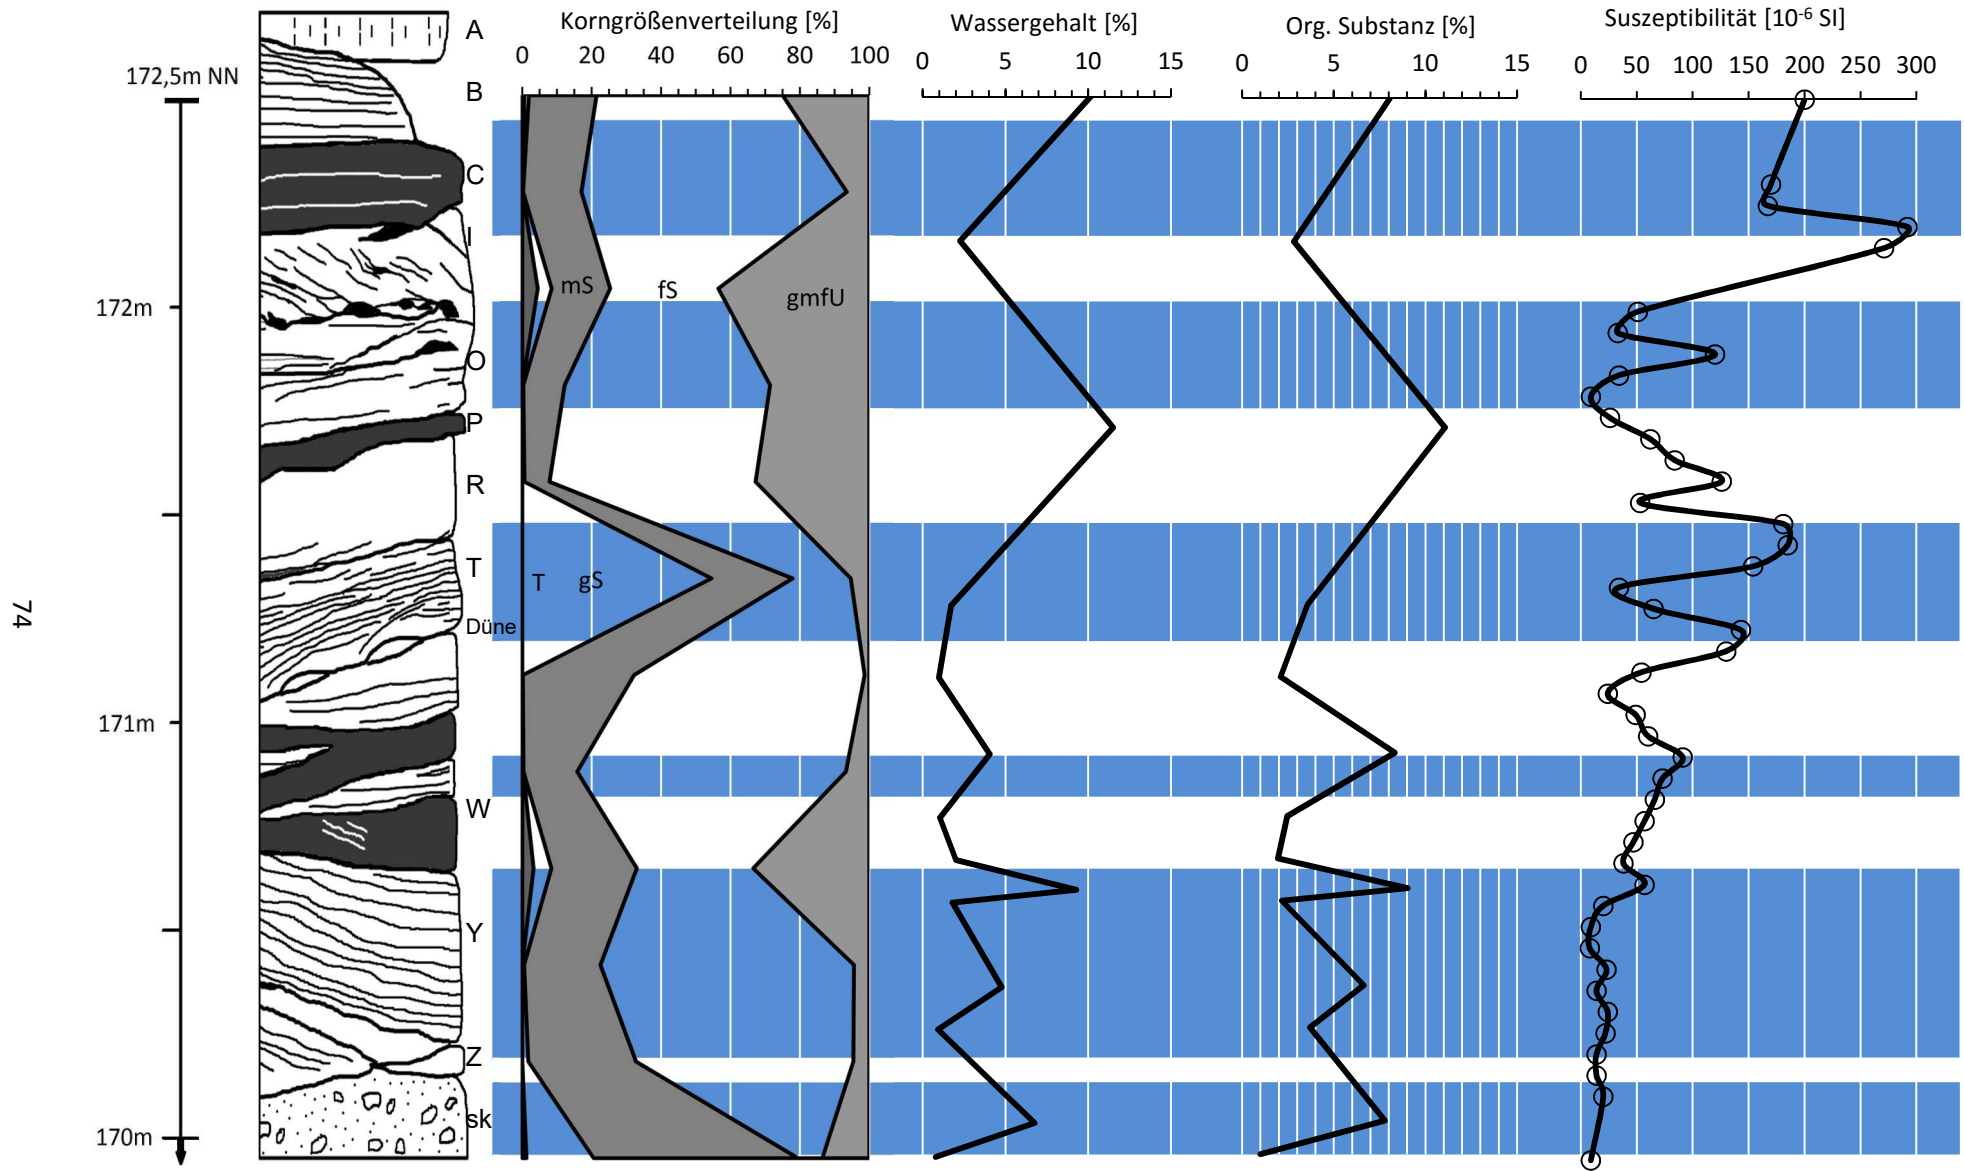 Korngrößenverteilung [%]
Wassergehalt [%]
Org. Substanz [%]
Suszeptibilität [10⁻⁶ SI]
0 20 40 60 80 100
0 5 10 15
0 5 10 15
0 50 100 150 200 250 300
A
172,5m NN
B
C
I
mS fS gmfU
172m
O
P
R
T
T gS
74
Düne
171m
W
Y
Z
sk
170m